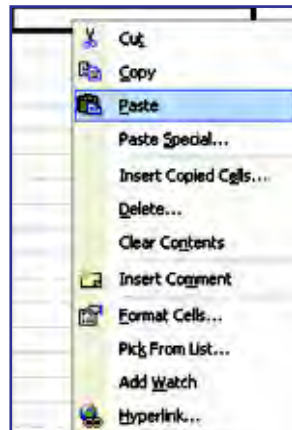 Cut
Copy
Paste
Paste Special...
Insert Copied Cells...
Delete...
Clear Contents
Insert Comment
Format Cells...
Pick From List...
Add Watch
Hyperlink...